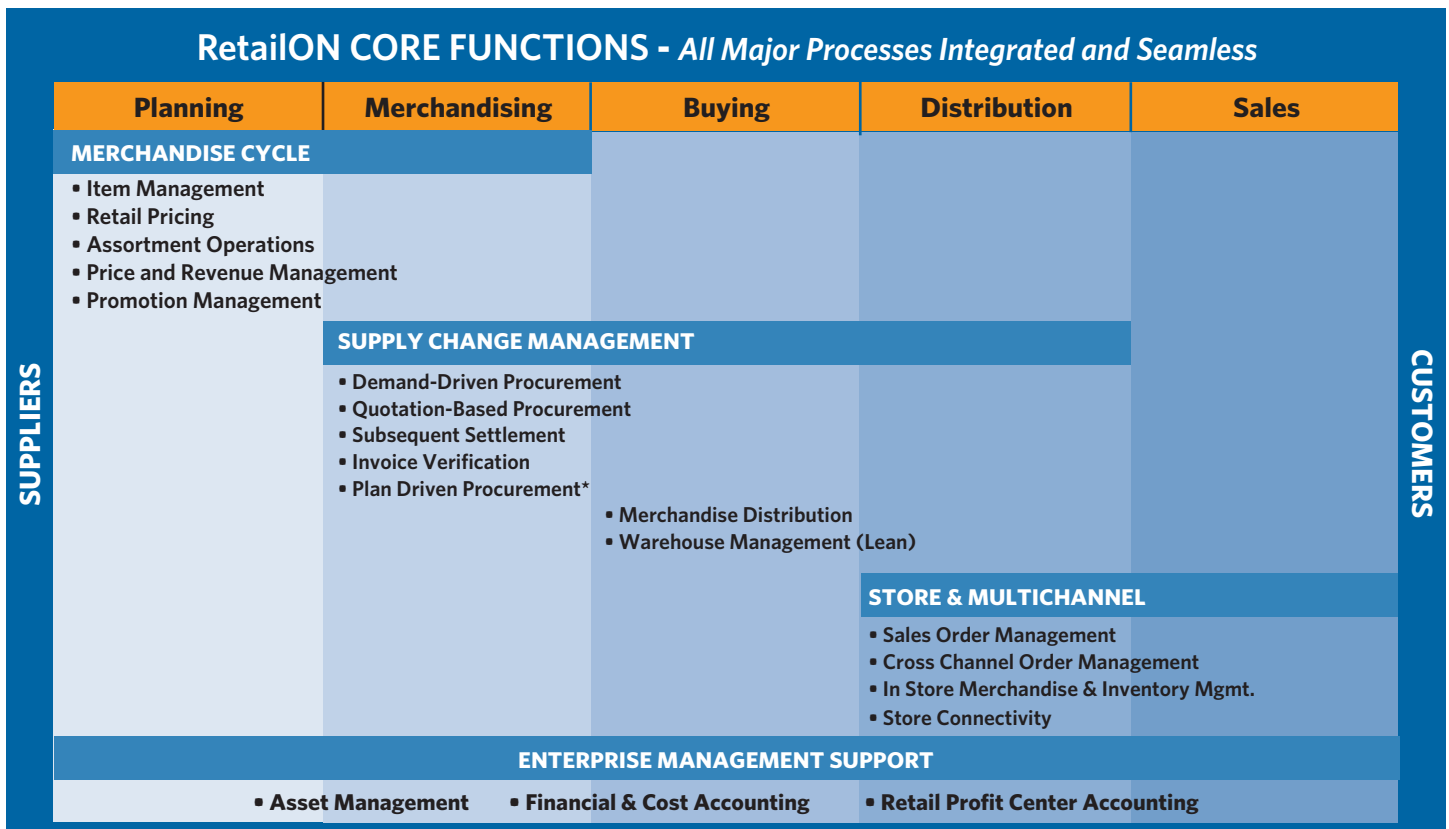 RetailON CORE FUNCTIONS - All Major Processes Integrated and Seamless
Planning
Merchandising
Buying
Distribution
Sales
SUPPLIERS
MERCHANDISE CYCLE
▪ Item Management
▪ Retail Pricing
▪ Assortment Operations
▪ Price and Revenue Management
▪ Promotion Management
SUPPLY CHANGE MANAGEMENT
▪ Demand-Driven Procurement
▪ Quotation-Based Procurement
▪ Subsequent Settlement
▪ Invoice Verification
▪ Plan Driven Procurement*
▪ Merchandise Distribution
▪ Warehouse Management (Lean)
STORE & MULTICHANNEL
▪ Sales Order Management
▪ Cross Channel Order Management
▪ In Store Merchandise & Inventory Mgmt.
▪ Store Connectivity
CUSTOMERS
ENTERPRISE MANAGEMENT SUPPORT
▪ Asset Management ▪ Financial & Cost Accounting ▪ Retail Profit Center Accounting